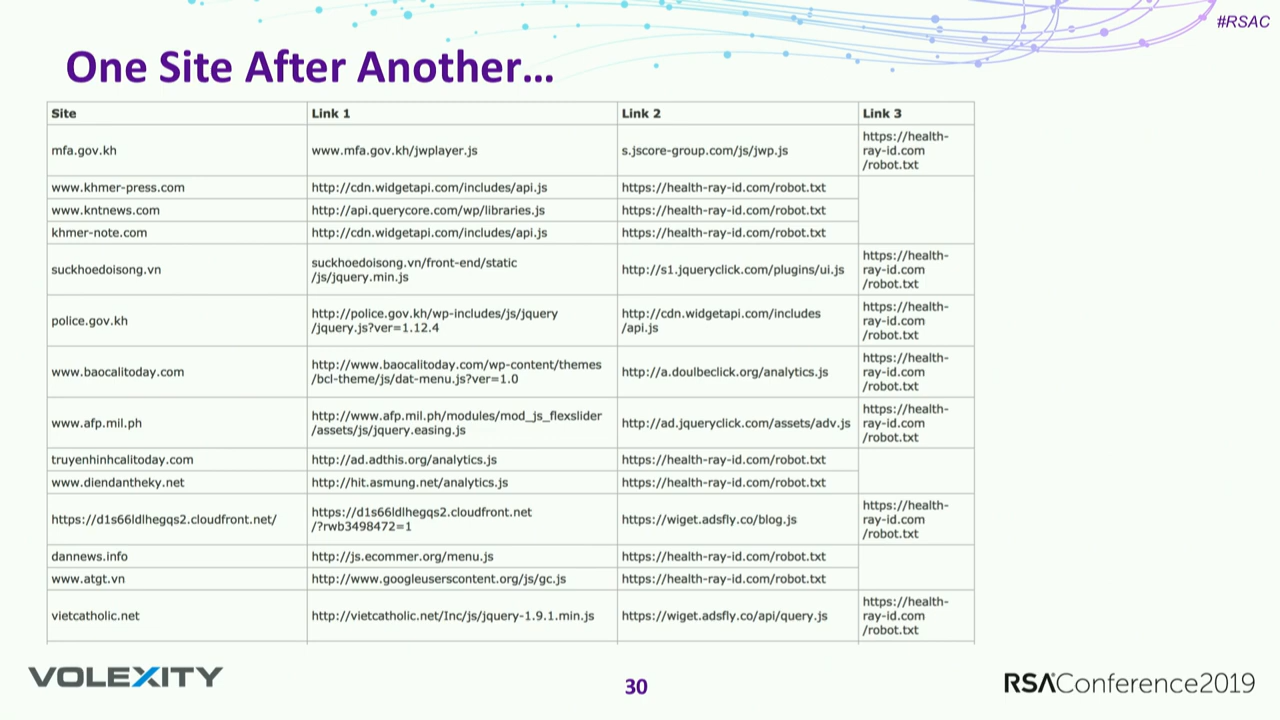 #RSAC
One Site After Another...
Site Link 1 Link 2 Link 3
mfa.gov.kh www.mfa.gov.kh/jwplayer.js s.jscore-group.com/js/jwp.js https://health-
ray-id.com
/robot.txt
www.khmer-press.com http://cdn.widgetapi.com/includes/api.js https://health-ray-id.com/robot.txt
www.kntnews.com http://api.querycore.com/wp/libraries.js https://health-ray-id.com/robot.txt
khmer-note.com http://cdn.widgetapi.com/includes/api.js https://health-ray-id.com/robot.txt
suckhoedoisong.vn suckhoedoisong.vn/front-end/static
/js/jquery.min.js http://s1.jqueryclick.com/plugins/ui.js https://health-
ray-id.com
/robot.txt
police.gov.kh http://police.gov.kh/wp-includes/js/jquery
/jquery.js?ver=1.12.4 http://cdn.widgetapi.com/includes
/api.js https://health-
ray-id.com
/robot.txt
www.baocalitoday.com http://www.baocalitoday.com/wp-content/themes
/bcl-theme/js/dat-menu.js?ver=1.0 http://a.doulbeclick.org/analytics.js https://health-
ray-id.com
/robot.txt
www.afp.mil.ph http://www.afp.mil.ph/modules/mod_js_flexslider
/assets/js/jquery.easing.js http://ad.jqueryclick.com/assets/adv.js https://health-
ray-id.com
/robot.txt
truyenhinhcalitoday.com http://ad.adthis.org/analytics.js https://health-ray-id.com/robot.txt
www.diendantheky.net http://hit.asmung.net/analytics.js https://health-ray-id.com/robot.txt
https://d1s66ldlhegqs2.cloudfront.net/ https://d1s66ldlhegqs2.cloudfront.net
/?rwb3498472=1 https://wiget.adsfly.co/blog.js https://health-
ray-id.com
/robot.txt
dannews.info http://js.ecommer.org/menu.js https://health-ray-id.com/robot.txt
www.atgt.vn http://www.googleuserscontent.org/js/gc.js https://health-ray-id.com/robot.txt
vietcatholic.net http://vietcatholic.net/Inc/js/jquery-1.9.1.min.js https://wiget.adsfly.co/api/query.js https://health-
ray-id.com
/robot.txt
VOLEXITY 30 RSAConference2019